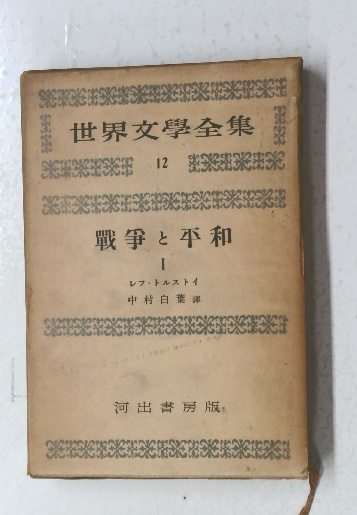 世界文學全集
12
戰爭と平和
I
レフ・トルストイ
中村白葉 譯
河出書房版